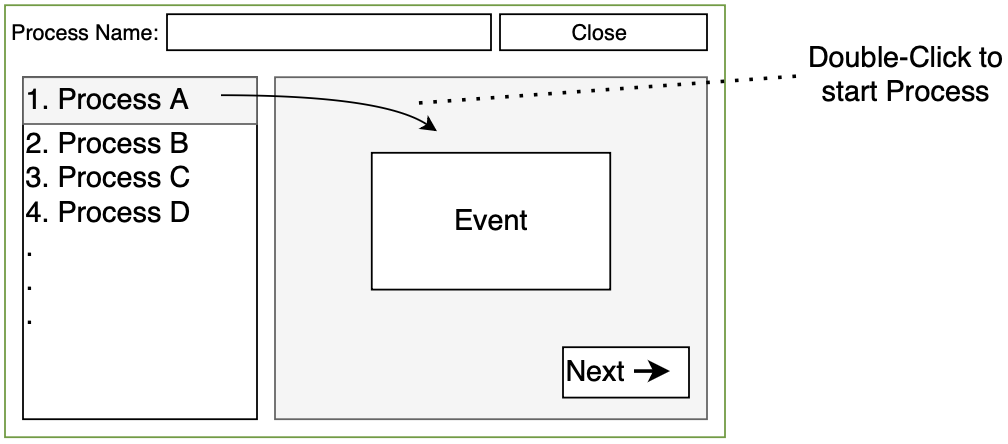 Process Name:
Close
Double-Click to
start Process
1. Process A
2. Process B
3. Process C
4. Process D
.
.
.
Event
Next